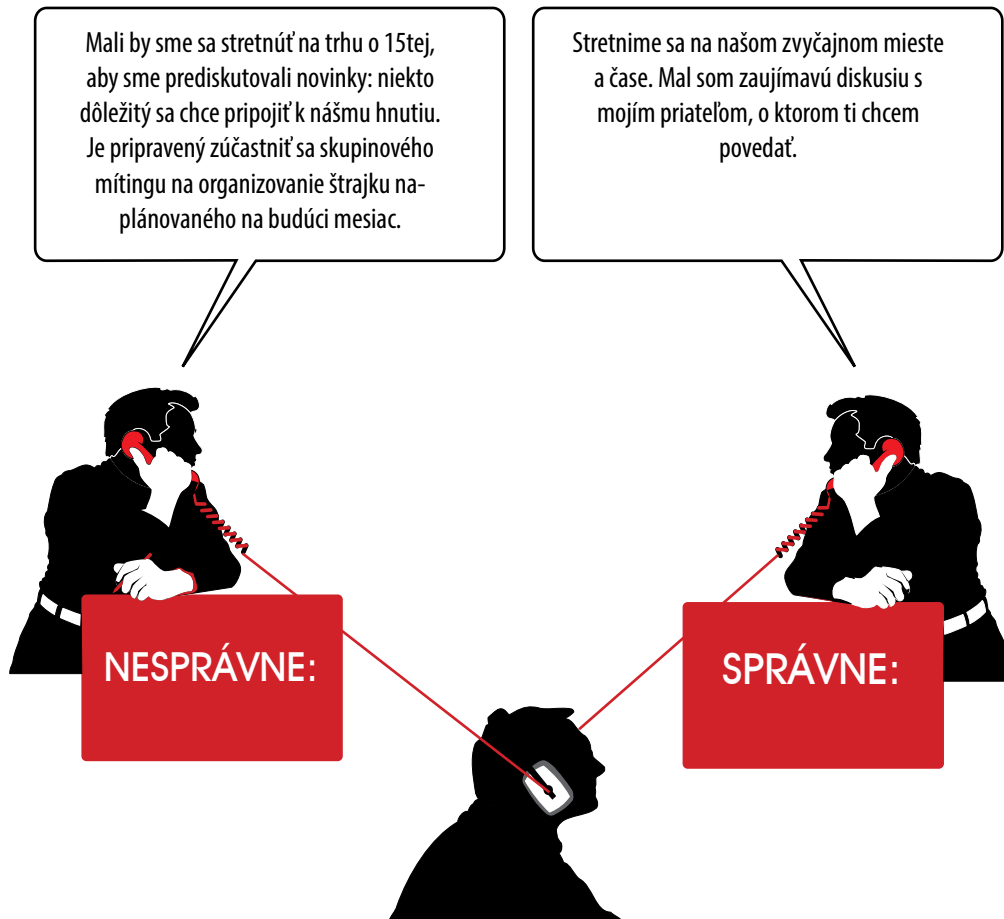 Mali by sme sa stretnúť na trhu o 15tej,
aby sme prediskutovali novinky: niekto
dôležitý sa chce pripojiť k nášmu hnutiu.
Je pripravený zúčastniť sa skupinového
mítingu na organizovanie štrajku na-
plánovaného na budúci mesiac.
Stretnime sa na našom zvyčajnom mieste
a čase. Mal som zaujímavú diskusiu s
mojím priateľom, o ktorom ti chcem
povedať.
NESPRÁVNE:
SPRÁVNE: